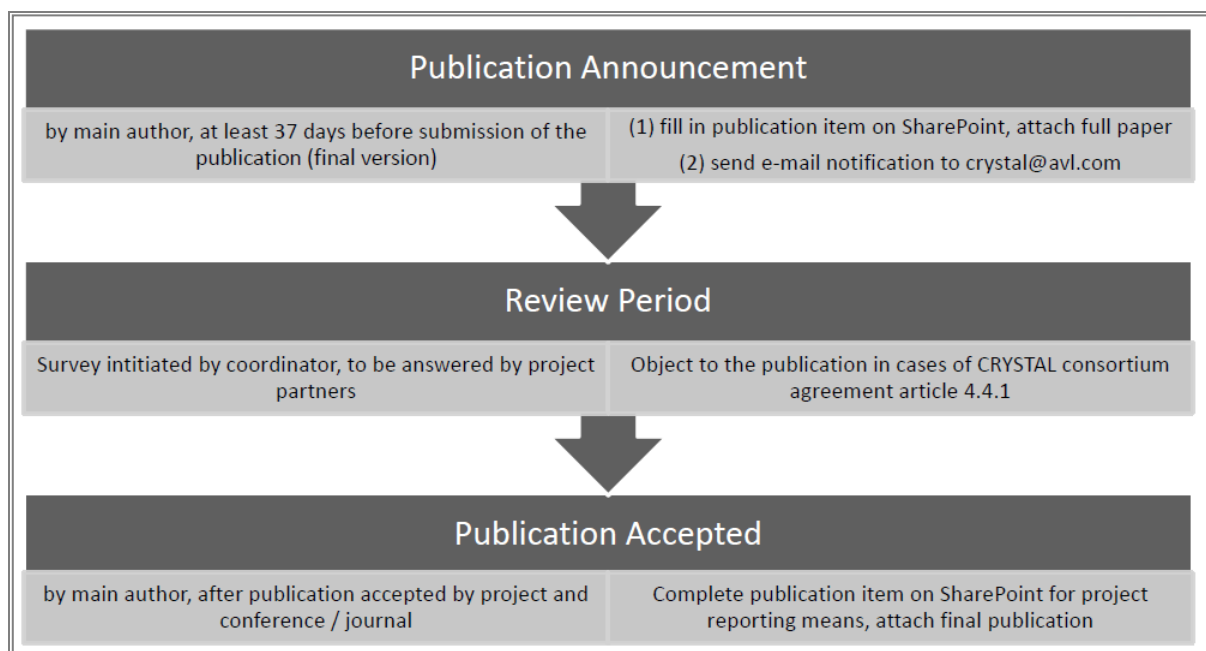 Publication Announcement
by main author, at least 37 days before submission of the
publication (final version)
(1) fill in publication item on SharePoint, attach full paper
(2) send e-mail notification to crystal@avl.com
Review Period
Survey intitiated by coordinator, to be answered by project
partners
Object to the publication in cases of CRYSTAL consortium
agreement article 4.4.1
Publication Accepted
by main author, after publication accepted by project and
conference / journal
Complete publication item on SharePoint for project
reporting means, attach final publication